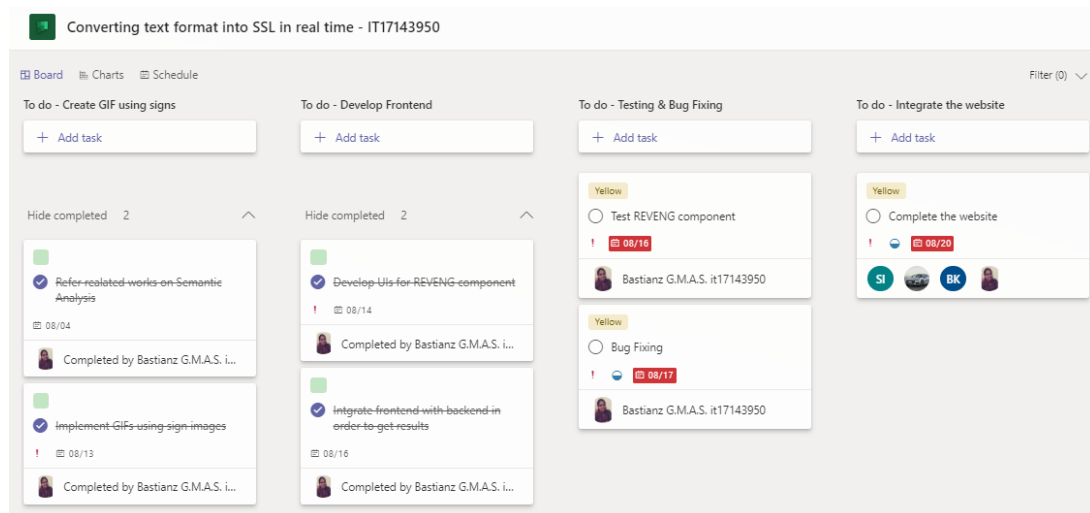 Converting text format into SSL in real time - IT17143950
Board Charts Schedule Filter (0)
To do - Create GIF using signs
+ Add task
Hide completed 2
Refer realated works on Semantic
Analysis
08/04
Completed by Bastianz G.M.A.S. i...
Implement GIFs using sign images
! 08/13
Completed by Bastianz G.M.A.S. i...
To do - Develop Frontend
+ Add task
Hide completed 2
Develop UIs for REVENG component
! 08/14
Completed by Bastianz G.M.A.S. i...
Intgrate frontend with backend in
order to get results
08/16
Completed by Bastianz G.M.A.S. i...
To do - Testing & Bug Fixing
+ Add task
Yellow
Test REVENG component
! 08/16
Bastianz G.M.A.S. it17143950
Yellow
Bug Fixing
! 08/17
Bastianz G.M.A.S. it17143950
To do - Integrate the website
+ Add task
Yellow
Complete the website
! 08/20
SI BK